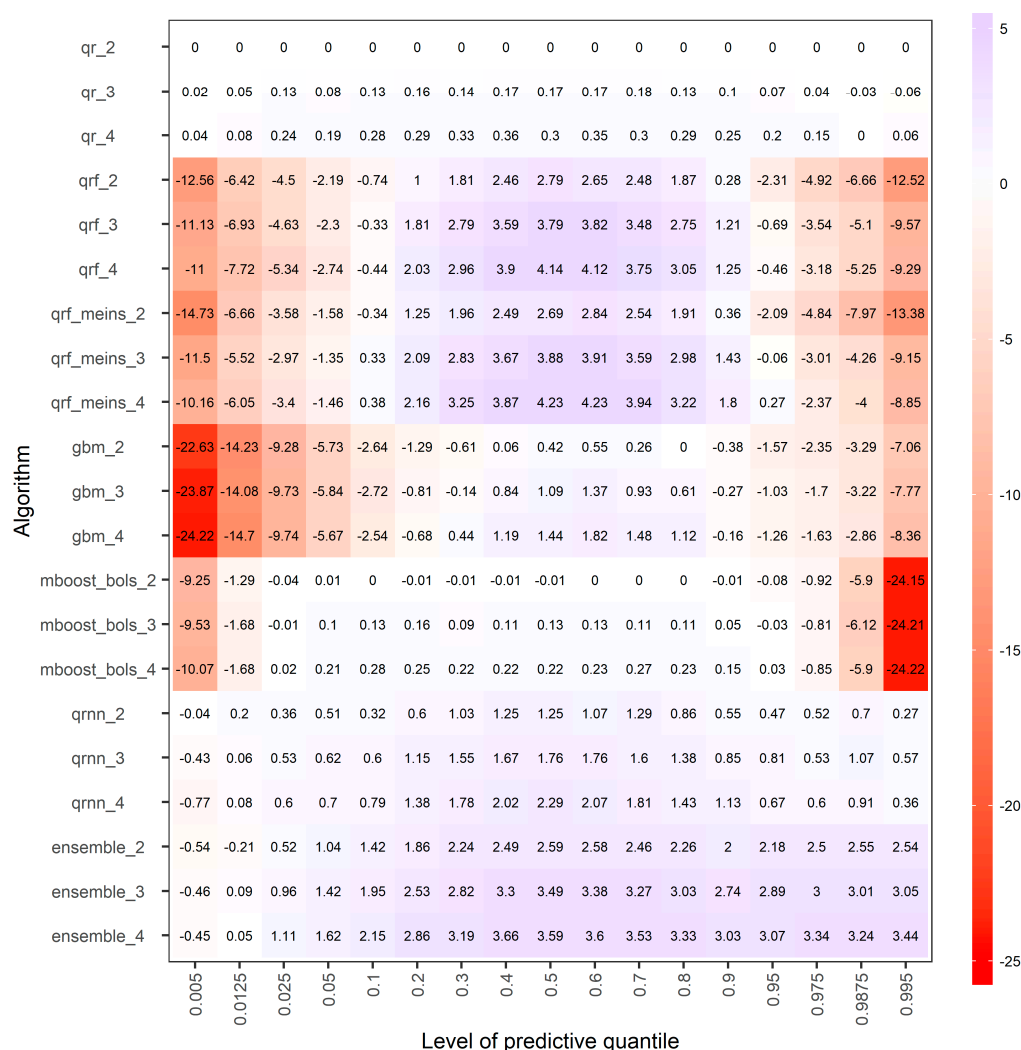 qr_2 0 0 0 0 0 0 0 0 0 0 0 0 0 0 0 0 0
qr_3 0.02 0.05 0.13 0.08 0.13 0.16 0.14 0.17 0.17 0.17 0.18 0.13 0.1 0.07 0.04 -0.03 -0.06
qr_4 0.04 0.08 0.24 0.19 0.28 0.29 0.33 0.36 0.3 0.35 0.3 0.29 0.25 0.2 0.15 0 0.06
qrf_2 -12.56 -6.42 -4.5 -2.19 -0.74 1 1.81 2.46 2.79 2.65 2.48 1.87 0.28 -2.31 -4.92 -6.66 -12.52
qrf_3 -11.13 -6.93 -4.63 -2.3 -0.33 1.81 2.79 3.59 3.79 3.82 3.48 2.75 1.21 -0.69 -3.54 -5.1 -9.57
qrf_4 -11 -7.72 -5.34 -2.74 -0.44 2.03 2.96 3.9 4.14 4.12 3.75 3.05 1.25 -0.46 -3.18 -5.25 -9.29
qrf_meins_2 -14.73 -6.66 -3.58 -1.58 -0.34 1.25 1.96 2.49 2.69 2.84 2.54 1.91 0.36 -2.09 -4.84 -7.97 -13.38
qrf_meins_3 -11.5 -5.52 -2.97 -1.35 0.33 2.09 2.83 3.67 3.88 3.91 3.59 2.98 1.43 -0.06 -3.01 -4.26 -9.15
qrf_meins_4 -10.16 -6.05 -3.4 -1.46 0.38 2.16 3.25 3.87 4.23 4.23 3.94 3.22 1.8 0.27 -2.37 -4 -8.85
gbm_2 -22.63 -14.23 -9.28 -5.73 -2.64 -1.29 -0.61 0.06 0.42 0.55 0.26 0 -0.38 -1.57 -2.35 -3.29 -7.06
gbm_3 -23.87 -14.08 -9.73 -5.84 -2.72 -0.81 -0.14 0.84 1.09 1.37 0.93 0.61 -0.27 -1.03 -1.7 -3.22 -7.77
gbm_4 -24.22 -14.7 -9.74 -5.67 -2.54 -0.68 0.44 1.19 1.44 1.82 1.48 1.12 -0.16 -1.26 -1.63 -2.86 -8.36
mboost_bols_2 -9.25 -1.29 -0.04 0.01 0 -0.01 -0.01 -0.01 -0.01 0 0 0 -0.01 -0.08 -0.92 -5.9 -24.15
mboost_bols_3 -9.53 -1.68 -0.01 0.1 0.13 0.16 0.09 0.11 0.13 0.13 0.11 0.11 0.05 -0.03 -0.81 -6.12 -24.21
mboost_bols_4 -10.07 -1.68 0.02 0.21 0.28 0.25 0.22 0.22 0.22 0.23 0.27 0.23 0.15 0.03 -0.85 -5.9 -24.22
qrnn_2 -0.04 0.2 0.36 0.51 0.32 0.6 1.03 1.25 1.25 1.07 1.29 0.86 0.55 0.47 0.52 0.7 0.27
qrnn_3 -0.43 0.06 0.53 0.62 0.6 1.15 1.55 1.67 1.76 1.76 1.6 1.38 0.85 0.81 0.53 1.07 0.57
qrnn_4 -0.77 0.08 0.6 0.7 0.79 1.38 1.78 2.02 2.29 2.07 1.81 1.43 1.13 0.67 0.6 0.91 0.36
ensemble_2 -0.54 -0.21 0.52 1.04 1.42 1.86 2.24 2.49 2.59 2.58 2.46 2.26 2 2.18 2.5 2.55 2.54
ensemble_3 -0.46 0.09 0.96 1.42 1.95 2.53 2.82 3.3 3.49 3.38 3.27 3.03 2.74 2.89 3 3.01 3.05
ensemble_4 -0.45 0.05 1.11 1.62 2.15 2.86 3.19 3.66 3.59 3.6 3.53 3.33 3.03 3.07 3.34 3.24 3.44
0.005 0.0125 0.025 0.05 0.1 0.2 0.3 0.4 0.5 0.6 0.7 0.8 0.9 0.95 0.975 0.9875 0.995
Level of predictive quantile
Algorithm
5
0
-5
-10
-15
-20
-25